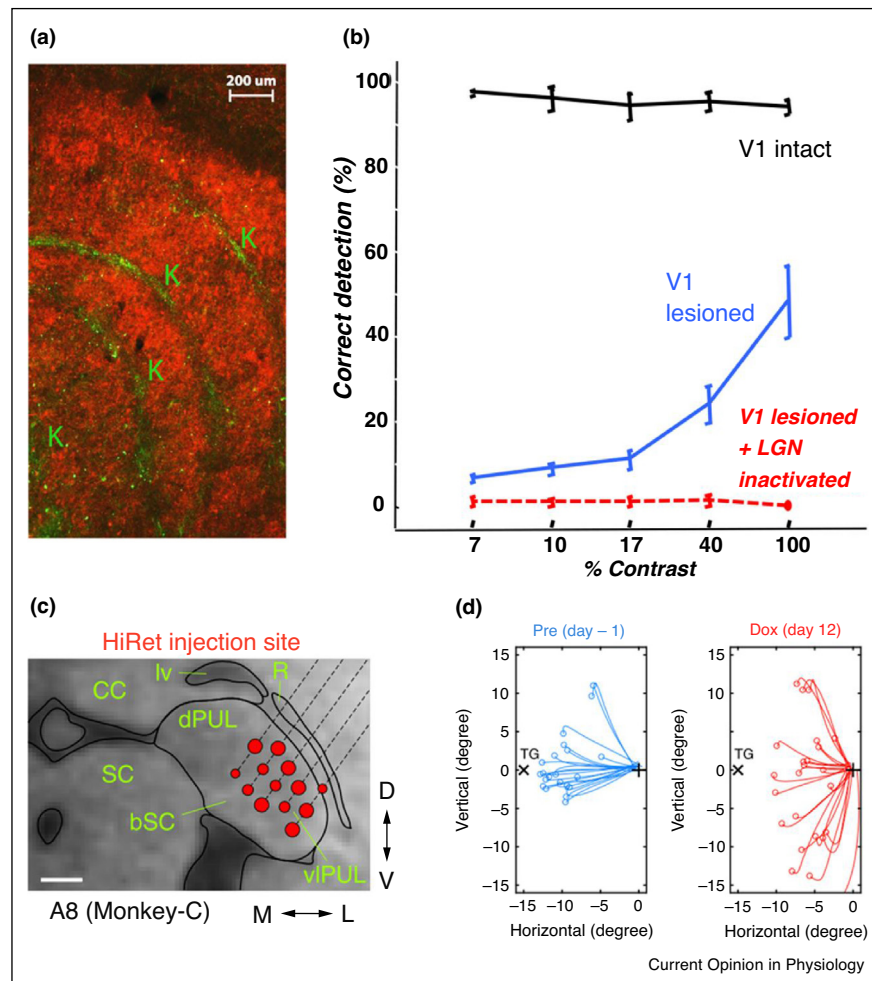 (a)
200 um
K
K
K
K
(b)
100
80
60
40
20
0
Correct detection (%)
V1 intact
V1
lesioned
V1 lesioned
+ LGN
inactivated
7 10 17 40 100
% Contrast
(c)
HiRet injection site
lv
R
CC
dPUL
SC
bSC
vlPUL
D
V
A8 (Monkey-C)
M L
(d)
Pre (day – 1)
15
10
5
0
−5
−10
−15
Vertical (degree)
TG
−15 −10 −5 0
Horizontal (degree)
Dox (day 12)
15
10
5
0
−5
−10
−15
Vertical (degree)
TG
−15 −10 −5 0
Horizontal (degree)
Current Opinion in Physiology